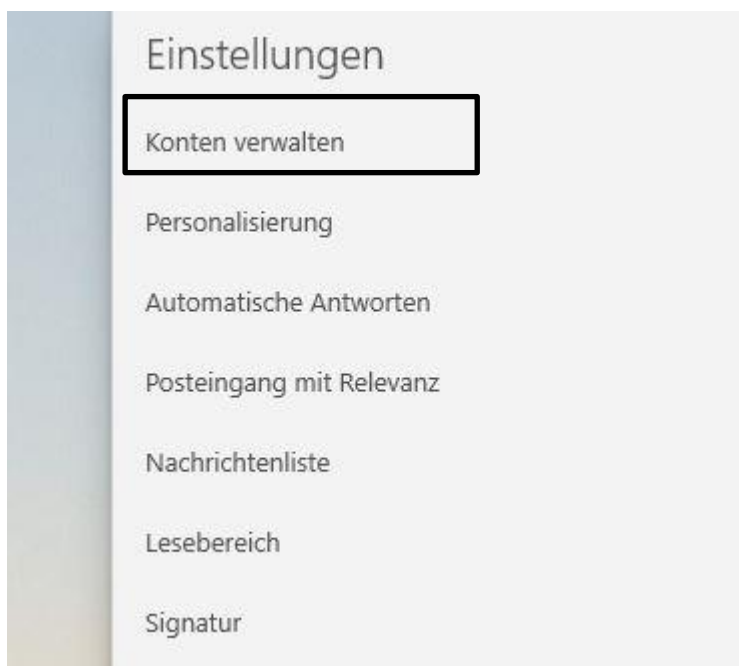 Einstellungen
Konten verwalten
Personalisierung
Automatische Antworten
Posteingang mit Relevanz
Nachrichtenliste
Lesebereich
Signatur